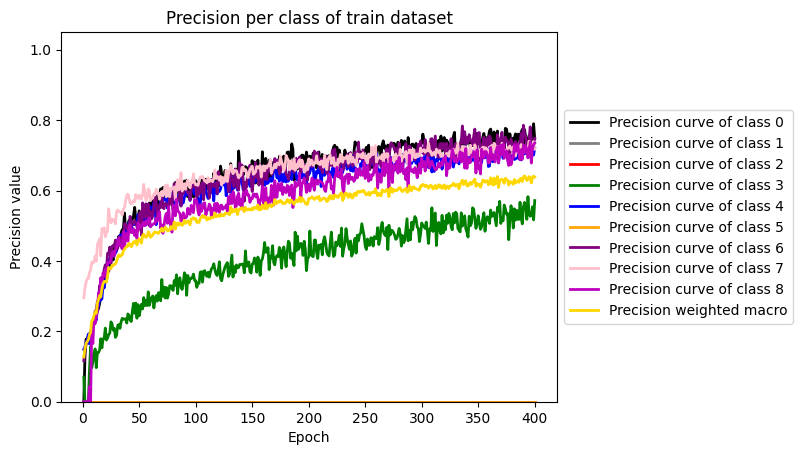 Precision per class of train dataset
Precision value
1.0
0.8
0.6
0.4
0.2
0.0
0 50 100 150 200 250 300 350 400
Epoch
Precision curve of class 0
Precision curve of class 1
Precision curve of class 2
Precision curve of class 3
Precision curve of class 4
Precision curve of class 5
Precision curve of class 6
Precision curve of class 7
Precision curve of class 8
Precision weighted macro